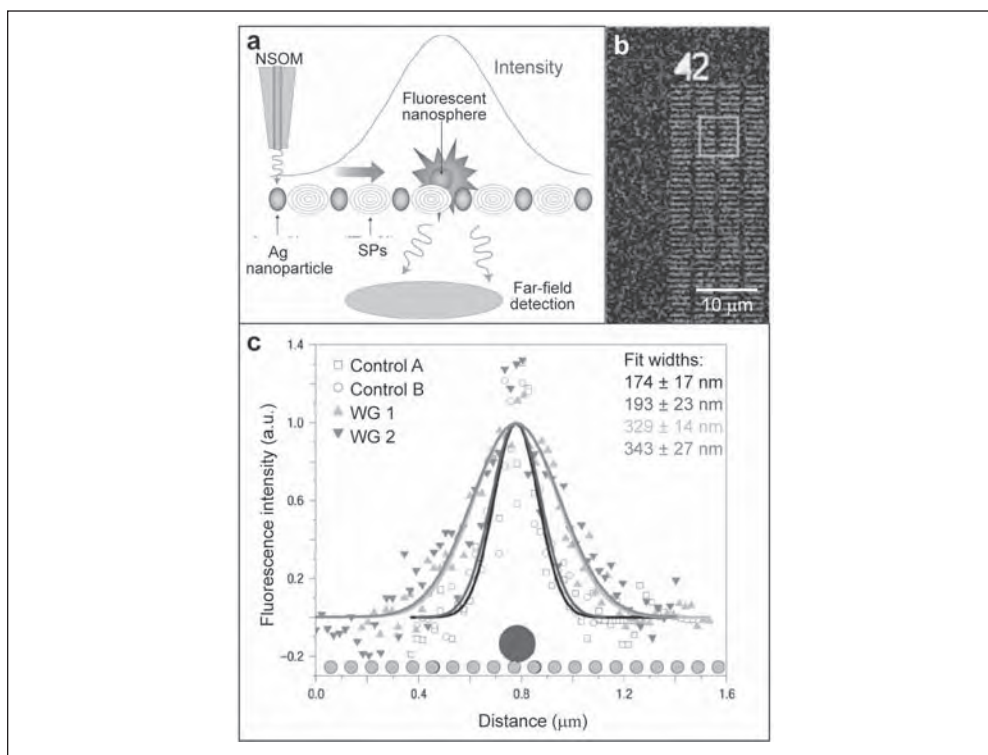 a
NSOM
Intensity
Fluorescent
nanosphere
Ag
nanoparticle
SPs
Far-field
detection
b
42
10 μm
c
1.4
1.0
0.6
0.2
−0.2
Fluorescence intensity (a.u.)
Control A
Control B
WG 1
WG 2
Fit widths:
174 ± 17 nm
193 ± 23 nm
329 ± 14 nm
343 ± 27 nm
0.0 0.4 0.8 1.2 1.6
Distance (μm)